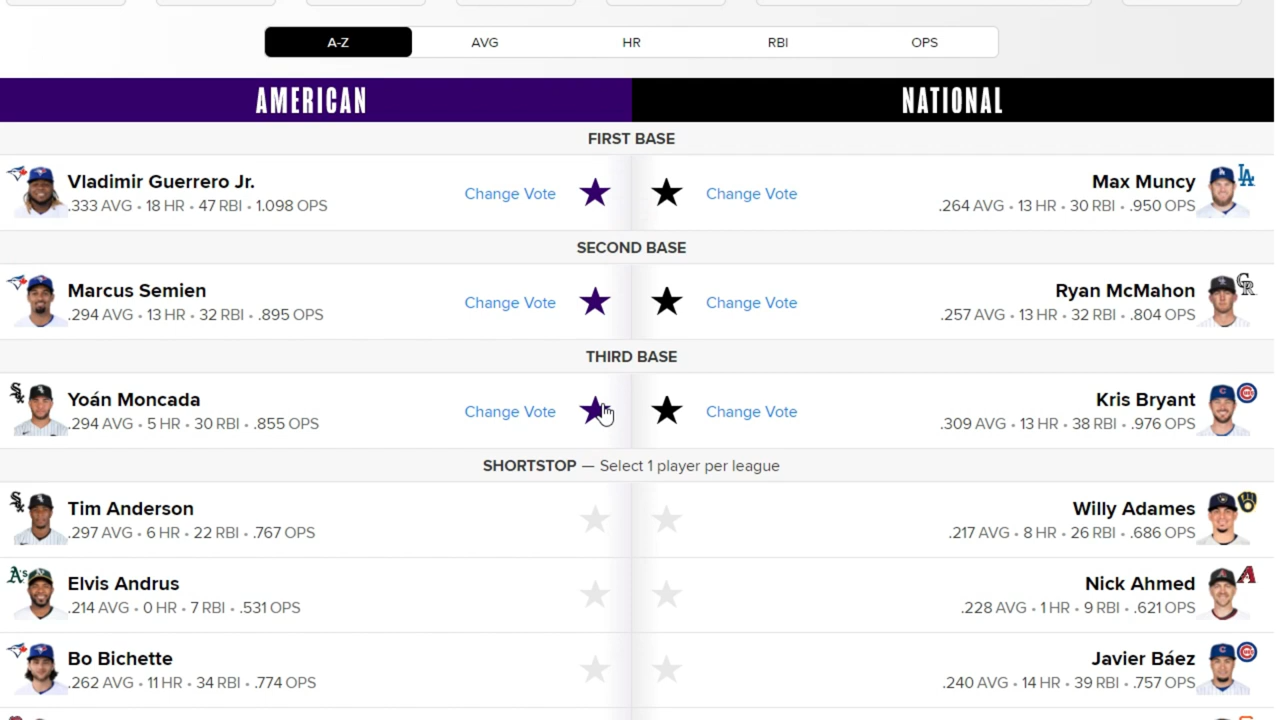 A-Z AVG HR RBI OPS
AMERICAN NATIONAL
FIRST BASE
Vladimir Guerrero Jr.
.333 AVG • 18 HR • 47 RBI • 1.098 OPS
Change Vote
Change Vote
Max Muncy
.264 AVG • 13 HR • 30 RBI • .950 OPS
LA
SECOND BASE
Marcus Semien
.294 AVG • 13 HR • 32 RBI • .895 OPS
Change Vote
Change Vote
Ryan McMahon
.257 AVG • 13 HR • 32 RBI • .804 OPS
CR
THIRD BASE
Sox
Yoán Moncada
.294 AVG • 5 HR • 30 RBI • .855 OPS
Change Vote
Change Vote
Kris Bryant
.309 AVG • 13 HR • 38 RBI • .976 OPS
SHORTSTOP — Select 1 player per league
Sox
Tim Anderson
.297 AVG • 6 HR • 22 RBI • .767 OPS
Willy Adames
.217 AVG • 8 HR • 26 RBI • .686 OPS
A's
Elvis Andrus
.214 AVG • 0 HR • 7 RBI • .531 OPS
Nick Ahmed
.228 AVG • 1 HR • 9 RBI • .621 OPS
A
Bo Bichette
.262 AVG • 11 HR • 34 RBI • .774 OPS
Javier Báez
.240 AVG • 14 HR • 39 RBI • .757 OPS